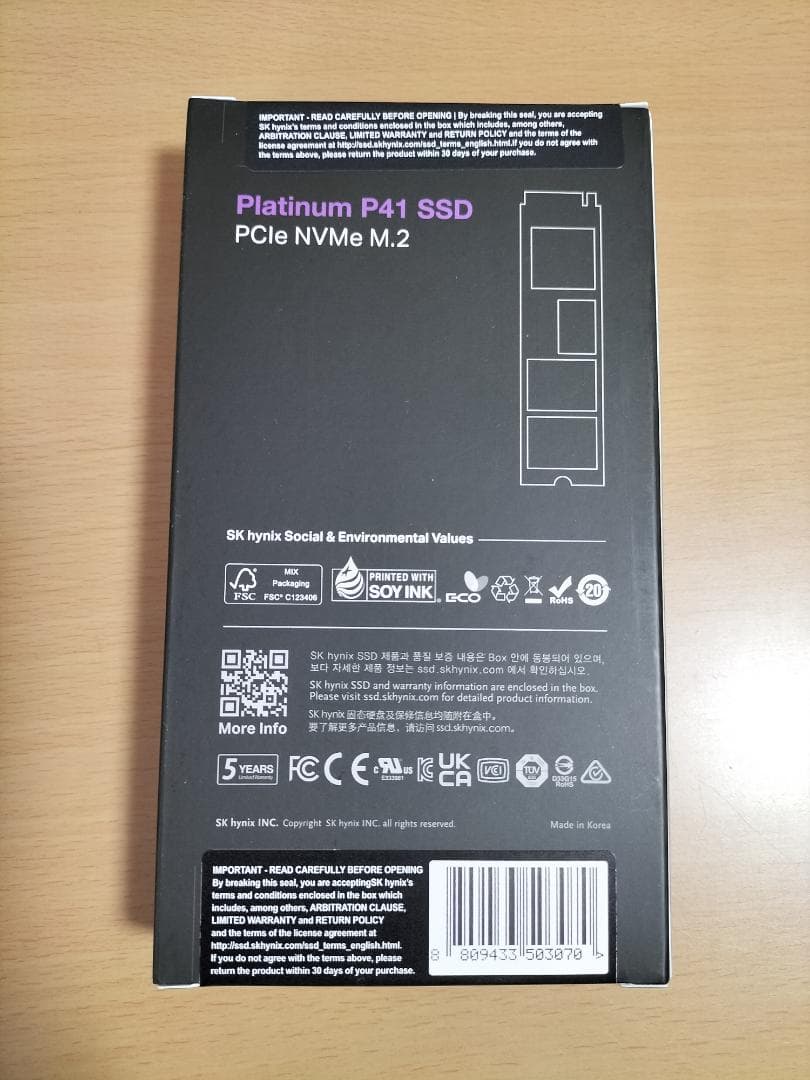 IMPORTANT - READ CAREFULLY BEFORE OPENING | By breaking this seal, you are accepting
SK hynix's terms and conditions enclosed in the box which includes, among others,
ARBITRATION CLAUSE, LIMITED WARRANTY and RETURN POLICY and the terms of the
license agreement at http://ssd.skhynix.com/ssd_terms_english.html.If you do not agree with
the terms above, please return the product within 30 days of your purchase.
Platinum P41 SSD
PCIe NVMe M.2
SK hynix Social & Environmental Values
FSC
MIX
Packaging
FSC® C123406
PRINTED WITH
SOY INK
ECO
RoHS
20
SK hynix SSD 제품과 품질 보증 내용은 Box 안에 동봉되어 있으며,
보다 자세한 제품 정보는 ssd.skhynix.com 에서 확인하십시오.
SK hynix SSD and warranty information are enclosed in the box.
Please visit ssd.skhynix.com for detailed product information.
SK hynix 固态硬盘及保修信息均随附在盒中。
要了解更多产品信息，请访问 ssd.skhynix.com。
More Info
5 YEARS
Limited Warranty
FC CE
c US
UK
CA
VCI
TÜV
D33G15
RoHS
SK hynix INC. Copyright SK hynix INC. all rights reserved.
Made in Korea
IMPORTANT - READ CAREFULLY BEFORE OPENING
By breaking this seal, you are acceptingSK hynix's
terms and conditions enclosed in the box which
includes, among others, ARBITRATION CLAUSE,
LIMITED WARRANTY and RETURN POLICY
and the terms of the license agreement at
http://ssd.skhynix.com/ssd_terms_english.html.
If you do not agree with the terms above, please
return the product within 30 days of your purchase.
8 809433 503070 >